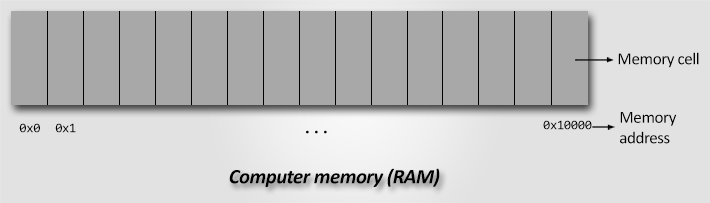 Memory cell
0x0 0x1 ... 0x10000 Memory
address
Computer memory (RAM)